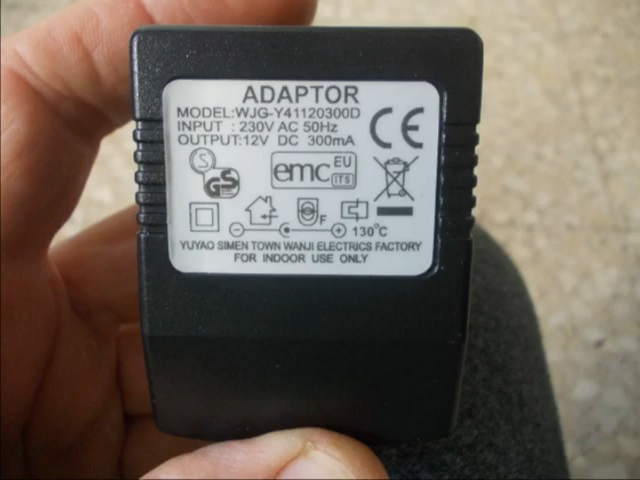 ADAPTOR
MODEL:WJG-Y41120300D
INPUT : 230V AC 50Hz
OUTPUT:12V DC 300mA
CE
S
GS
emc EU
ITS
F
130°C
YUYAO SIMEN TOWN WANJI ELECTRICS FACTORY
FOR INDOOR USE ONLY